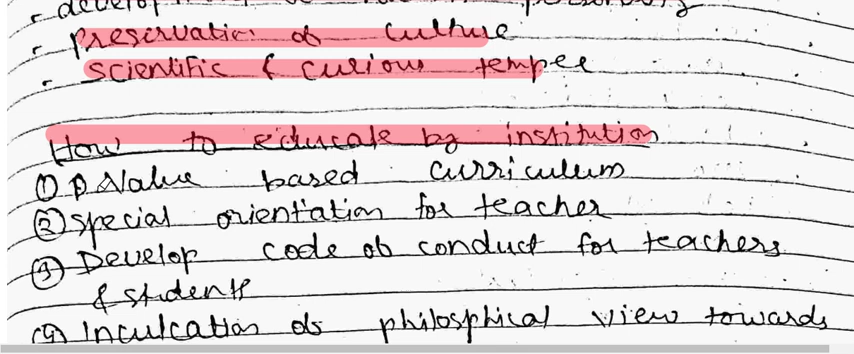 - preservation of culture
- scientific & curious temper
How to educate by institution
① Value based curriculum
② special orientation for teacher
③ Develop code of conduct for teachers
& students
④ Inculcation of philosphical view towards